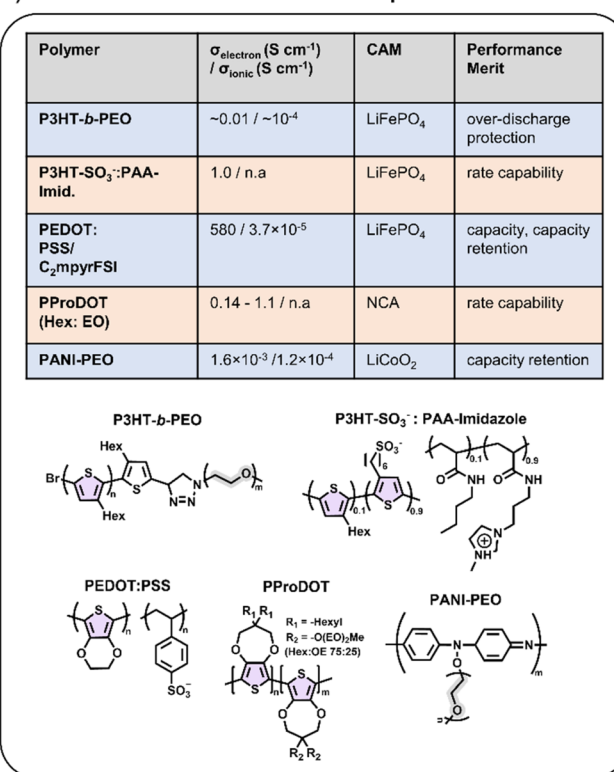 Polymer
σelectron (S cm⁻¹)
/ σionic (S cm⁻¹)
CAM
Performance
Merit
P3HT-b-PEO
~0.01 / ~10⁻⁴
LiFePO₄
over-discharge
protection
P3HT-SO₃⁻:PAA-
Imid.
1.0 / n.a
LiFePO₄
rate capability
PEDOT:
PSS/
C₂mpyrFSI
580 / 3.7×10⁻⁵
LiFePO₄
capacity, capacity
retention
PProDOT
(Hex: EO)
0.14 - 1.1 / n.a
NCA
rate capability
PANI-PEO
1.6×10⁻³ /1.2×10⁻⁴
LiCoO₂
capacity retention
P3HT-b-PEO
Hex
Br
S
n
Hex
S
N
N=N
O
m
P3HT-SO₃⁻ : PAA-Imidazole
SO₃⁻
6
S
0.1
Hex
S
0.9
0.1
0.9
O
NH
O
NH
N
+
NH
PEDOT:PSS
S
n
O
O
n
SO₃⁻
PProDOT
R₁ R₁
O
O
S
n
S
m
O
O
R₂ R₂
R₁ = -Hexyl
R₂ = -O(EO)₂Me
(Hex:OE 75:25)
PANI-PEO
N
N
m
O
O
n